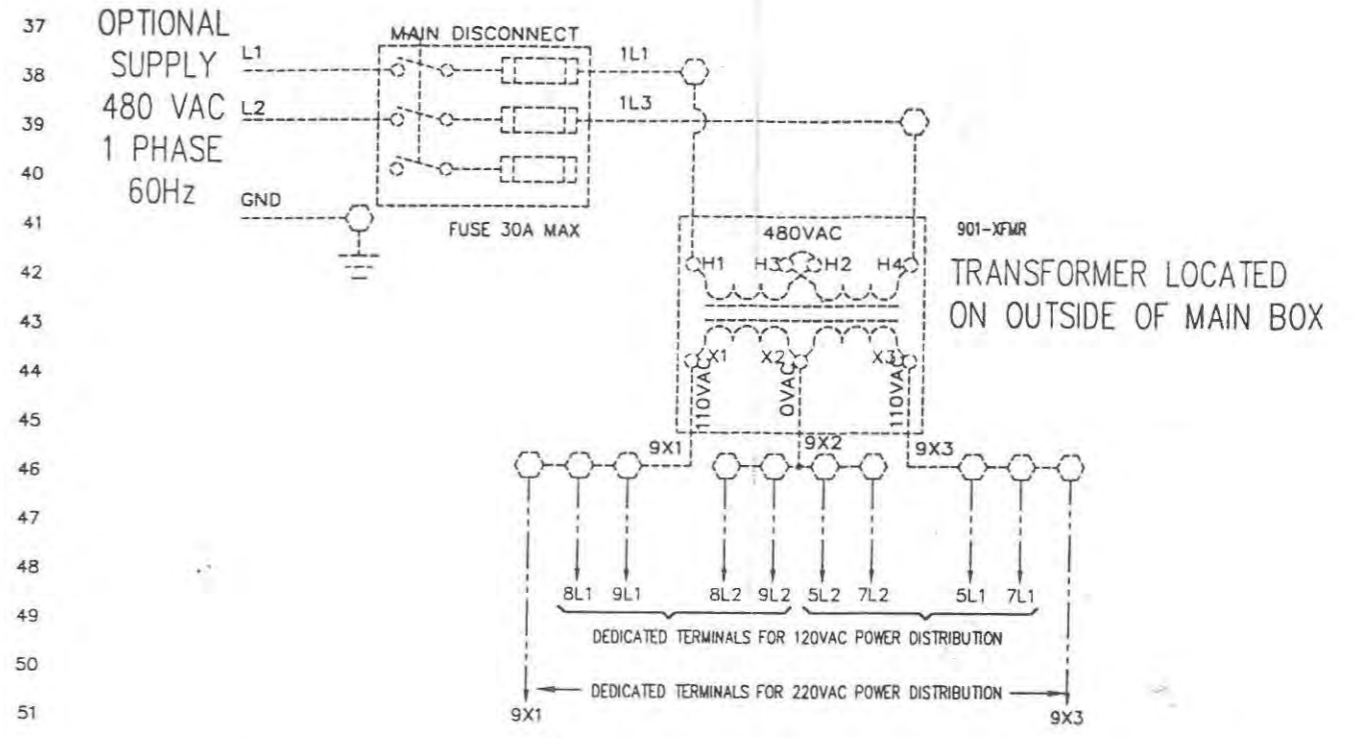 37
38
39
40
41
42
43
44
45
46
47
48
49
50
51
OPTIONAL
SUPPLY
480 VAC
1 PHASE
60Hz
L1
L2
GND
MAIN DISCONNECT
FUSE 30A MAX
1L1
1L3
480VAC
H1
H3
H2
H4
X1
X2
X3
110VAC
0VAC
110VAC
901-XFMR
TRANSFORMER LOCATED
ON OUTSIDE OF MAIN BOX
9X1
9X2
9X3
8L1
9L1
8L2
9L2
5L2
7L2
5L1
7L1
DEDICATED TERMINALS FOR 120VAC POWER DISTRIBUTION
DEDICATED TERMINALS FOR 220VAC POWER DISTRIBUTION
9X1
9X3